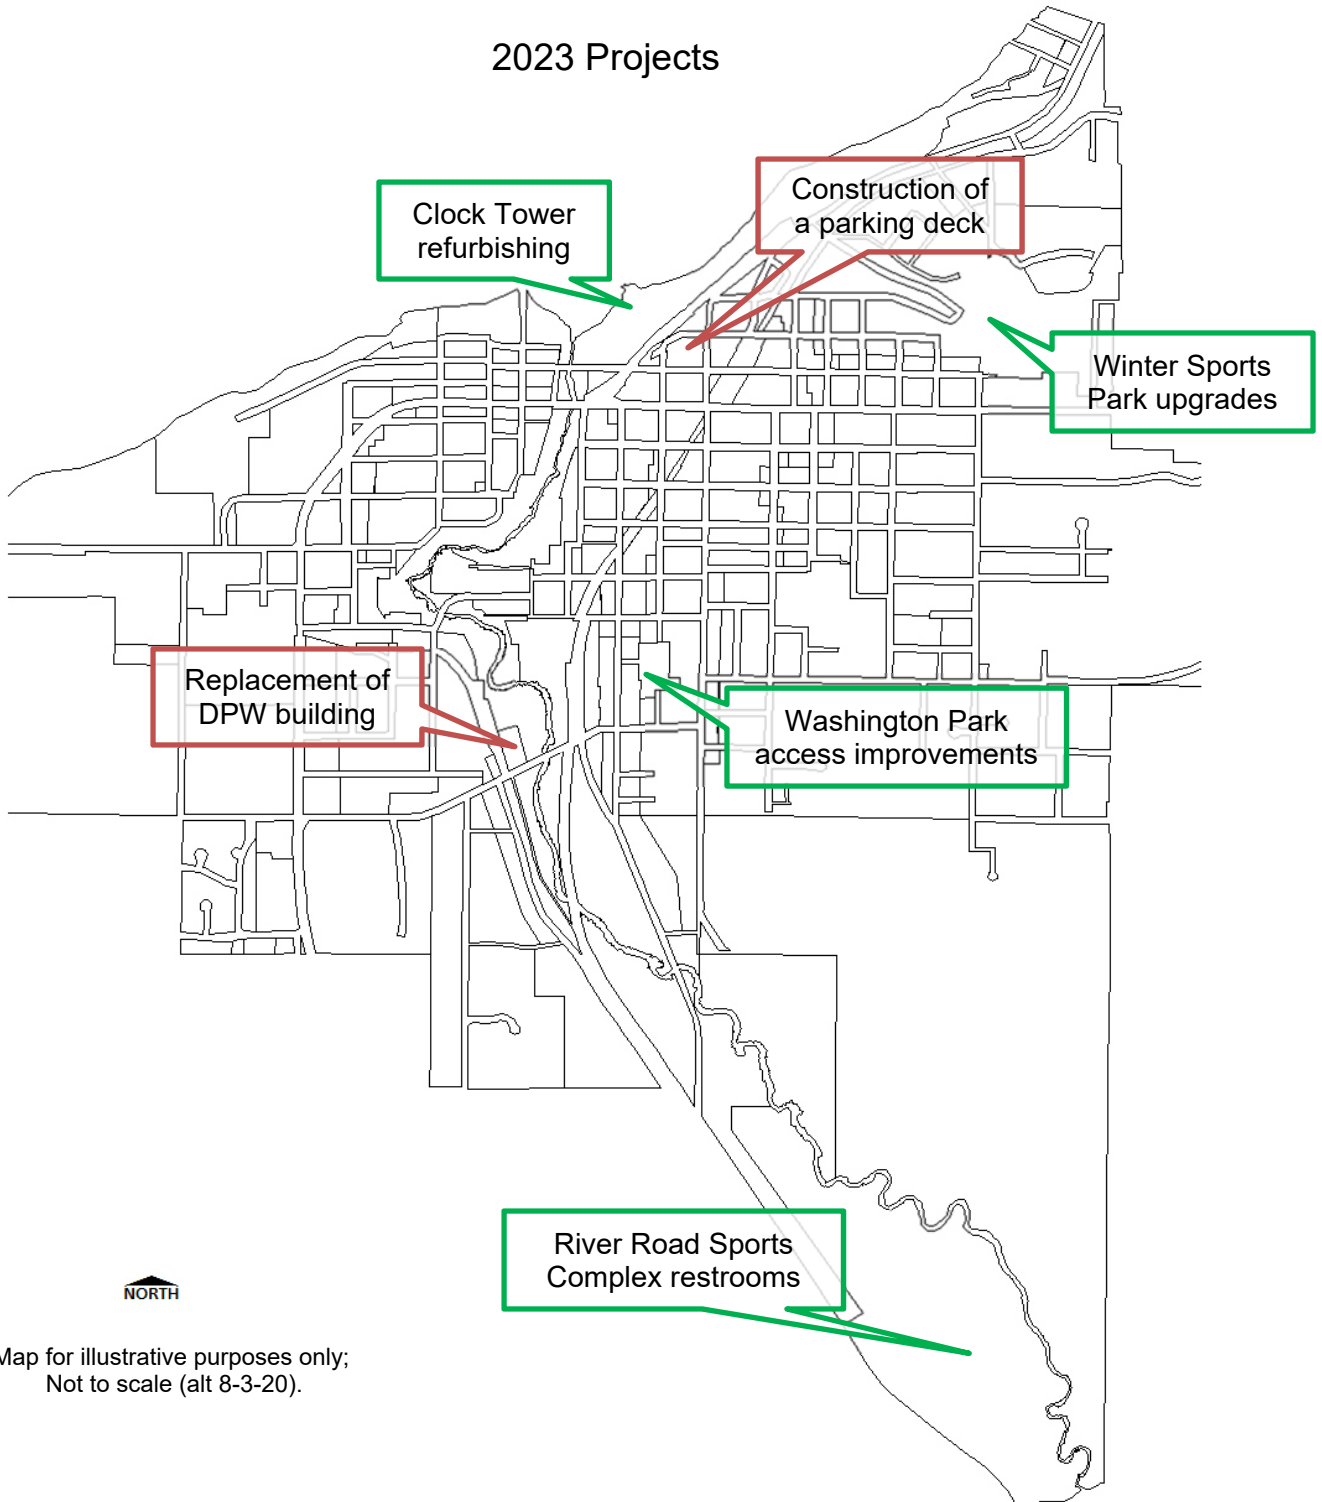 2023 Projects
Construction of
a parking deck
Clock Tower
refurbishing
Winter Sports
Park upgrades
Replacement of
DPW building
Washington Park
access improvements
River Road Sports
Complex restrooms
NORTH
Map for illustrative purposes only;
Not to scale (alt 8-3-20).